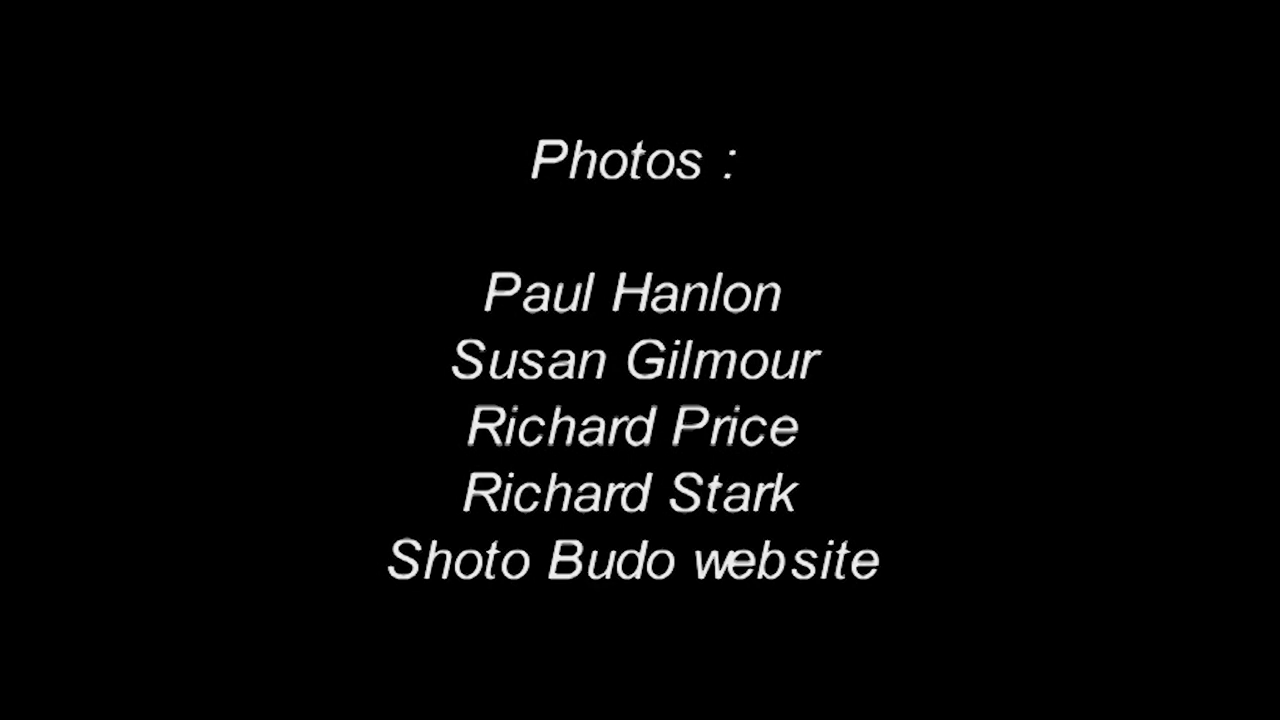 Photos :
Paul Hanlon
Susan Gilmour
Richard Price
Richard Stark
Shoto Budo website